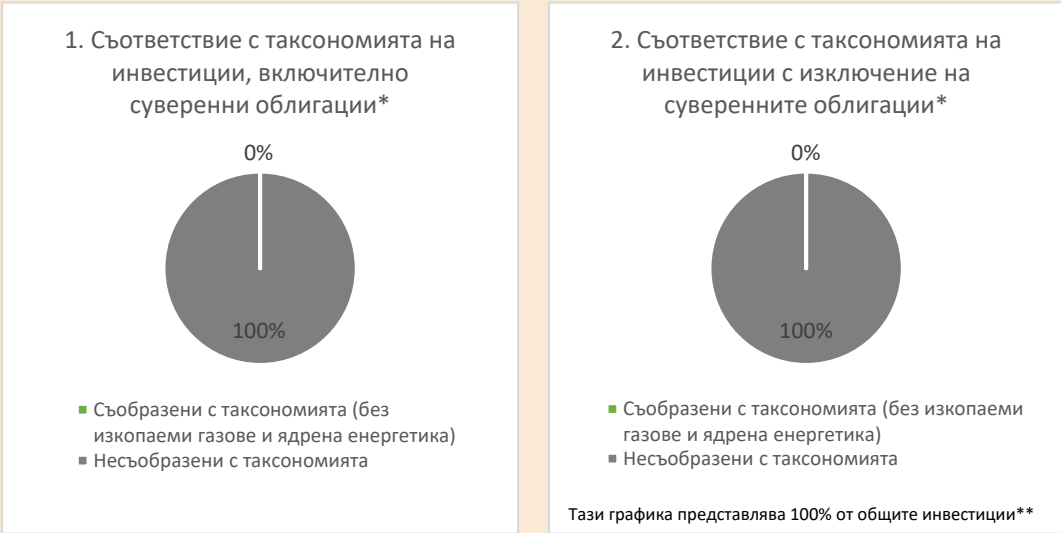 1. Съответствие с таксономията на
инвестиции, включително
суверенни облигации*
0%
100%
Съобразени с таксономията (без
изкопаеми газове и ядрена енергетика)
Несъобразени с таксономията
2. Съответствие с таксономията на
инвестиции с изключение на
суверенните облигации*
0%
100%
Съобразени с таксономията (без изкопаеми
газове и ядрена енергетика)
Несъобразени с таксономията
Тази графика представлява 100% от общите инвестиции**